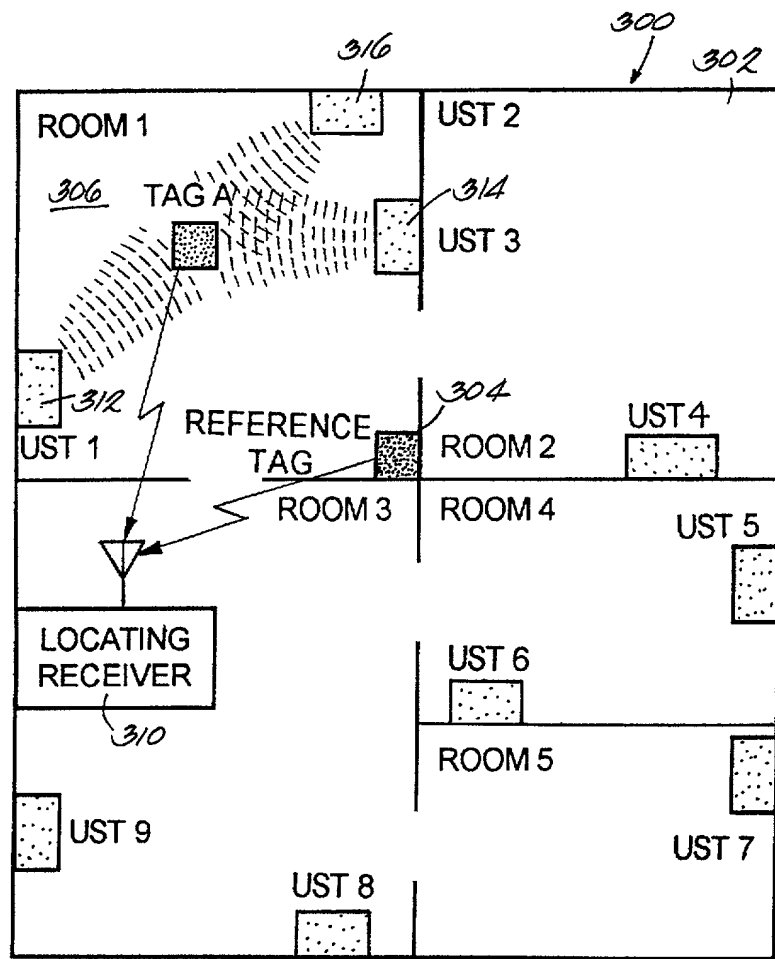 316
300
302
ROOM 1
UST 2
306
TAG A
314
UST 3
312
UST 1
304
REFERENCE
TAG
ROOM 2
UST 4
ROOM 3
ROOM 4
UST 5
LOCATING
RECEIVER
310
UST 6
ROOM 5
UST 7
UST 9
UST 8